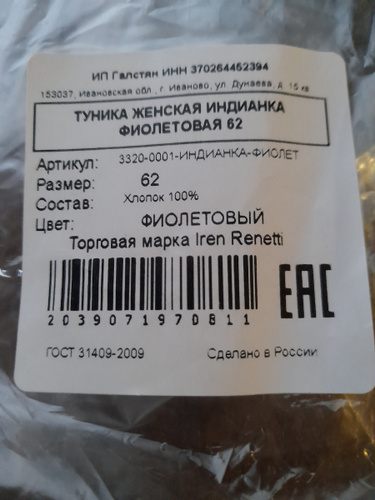 ИП Галстян ИНН 370264462394
153037, Ивановская обл., г. Иваново, ул. Дунаева, д. 15 кв
ТУНИКА ЖЕНСКАЯ ИНДИАНКА
ФИОЛЕТОВАЯ 62
Артикул: 3320-0001-ИНДИАНКА-ФИОЛЕТ
Размер: 62
Состав: Хлопок 100%
Цвет: ФИОЛЕТОВЫЙ
Торговая марка Iren Renetti
2039071970811
EAC
ГОСТ 31409-2009 Сделано в России